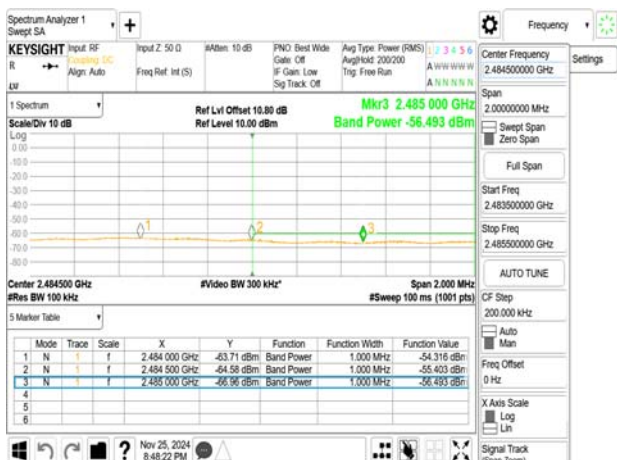 Spectrum Analyzer 1
Swept SA
Frequency
KEYSIGHT
R
Input: RF
Coupling: DC
Align: Auto
Input Z: 50 Ω
Freq Ref: Int (S)
#Atten: 10 dB
PNO: Best Wide
Gate: Off
IF Gain: Low
Sig Track: Off
Avg Type: Power (RMS)
Avg|Hold: 200/200
Trig: Free Run
1 2 3 4 5 6
A W W W W W
A N N N N N
1 Spectrum
Scale/Div 10 dB
Ref Lvl Offset 10.80 dB
Ref Level 10.00 dBm
Mkr3 2.485 000 GHz
Band Power -56.493 dBm
Log
0.00
-10.0
-20.0
-30.0
-40.0
-50.0
-60.0
-70.0
-80.0
1
2
3
Center 2.484500 GHz
#Res BW 100 kHz
#Video BW 300 kHz*
Span 2.000 MHz
#Sweep 100 ms (1001 pts)
5 Marker Table
Mode Trace Scale X Y Function Function Width Function Value
1 N 1 f 2.484 000 GHz -63.71 dBm Band Power 1.000 MHz -54.316 dBm
2 N 1 f 2.484 500 GHz -64.58 dBm Band Power 1.000 MHz -55.403 dBm
3 N 1 f 2.485 000 GHz -66.96 dBm Band Power 1.000 MHz -56.493 dBm
4
5
6
Nov 25, 2024
8:48:22 PM
Center Frequency
2.484500000 GHz
Settings
Span
2.00000000 MHz
Swept Span
Zero Span
Full Span
Start Freq
2.483500000 GHz
Stop Freq
2.485500000 GHz
AUTO TUNE
CF Step
200.000 kHz
Auto
Man
Freq Offset
0 Hz
X Axis Scale
Log
Lin
Signal Track